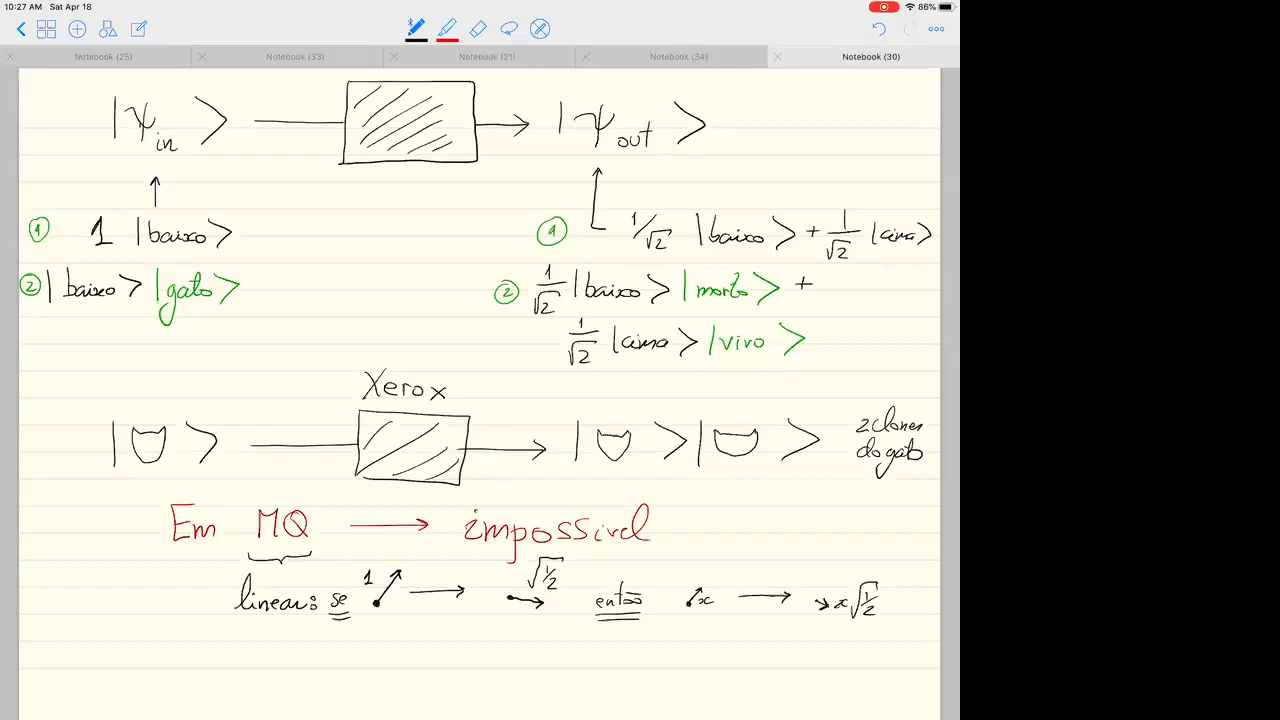 10:27 AM Sat Apr 18
86%
Notebook (25)
Notebook (33)
Notebook (21)
Notebook (34)
Notebook (30)
|ψin> |ψout>
① 1 |baixo> ① 1/√2 |baixo> + 1/√2 |cima>
② |baixo>|gato> ② 1/√2 |baixo>|morto> +
1/√2 |cima>|vivo>
Xerox
| > | >| > 2 clones
do gato
Em MQ → impossivel
linear: se 1 → √1/2 então x → x√1/2